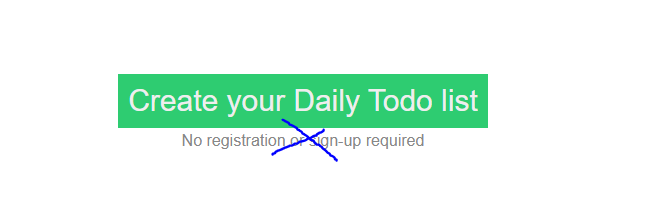 Create your Daily Todo list
No registration or sign-up required